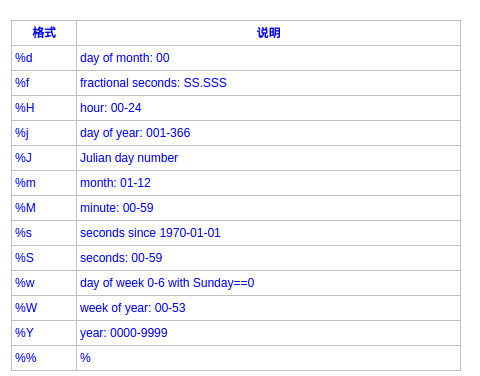 格式 说明
%d day of month: 00
%f fractional seconds: SS.SSS
%H hour: 00-24
%j day of year: 001-366
%J Julian day number
%m month: 01-12
%M minute: 00-59
%s seconds since 1970-01-01
%S seconds: 00-59
%w day of week 0-6 with Sunday==0
%W week of year: 00-53
%Y year: 0000-9999
%% %